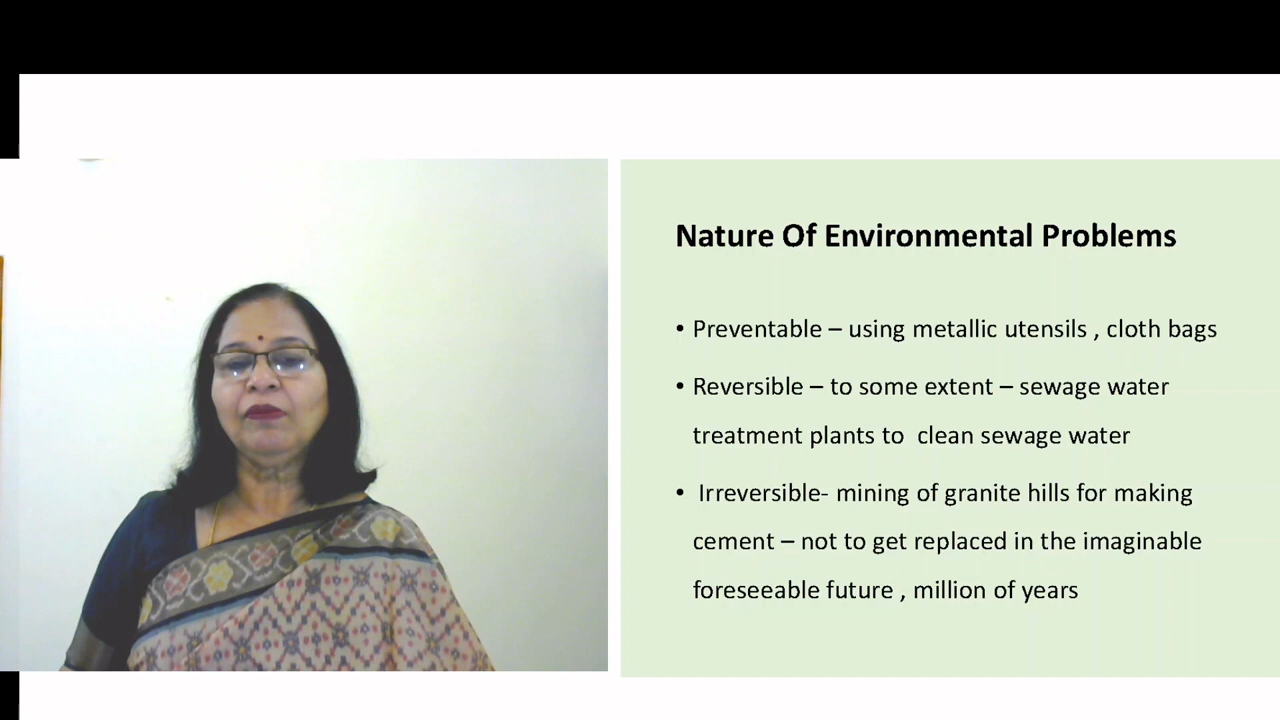 Nature Of Environmental Problems
• Preventable – using metallic utensils , cloth bags
• Reversible – to some extent – sewage water
treatment plants to clean sewage water
• Irreversible- mining of granite hills for making
cement – not to get replaced in the imaginable
foreseeable future , million of years